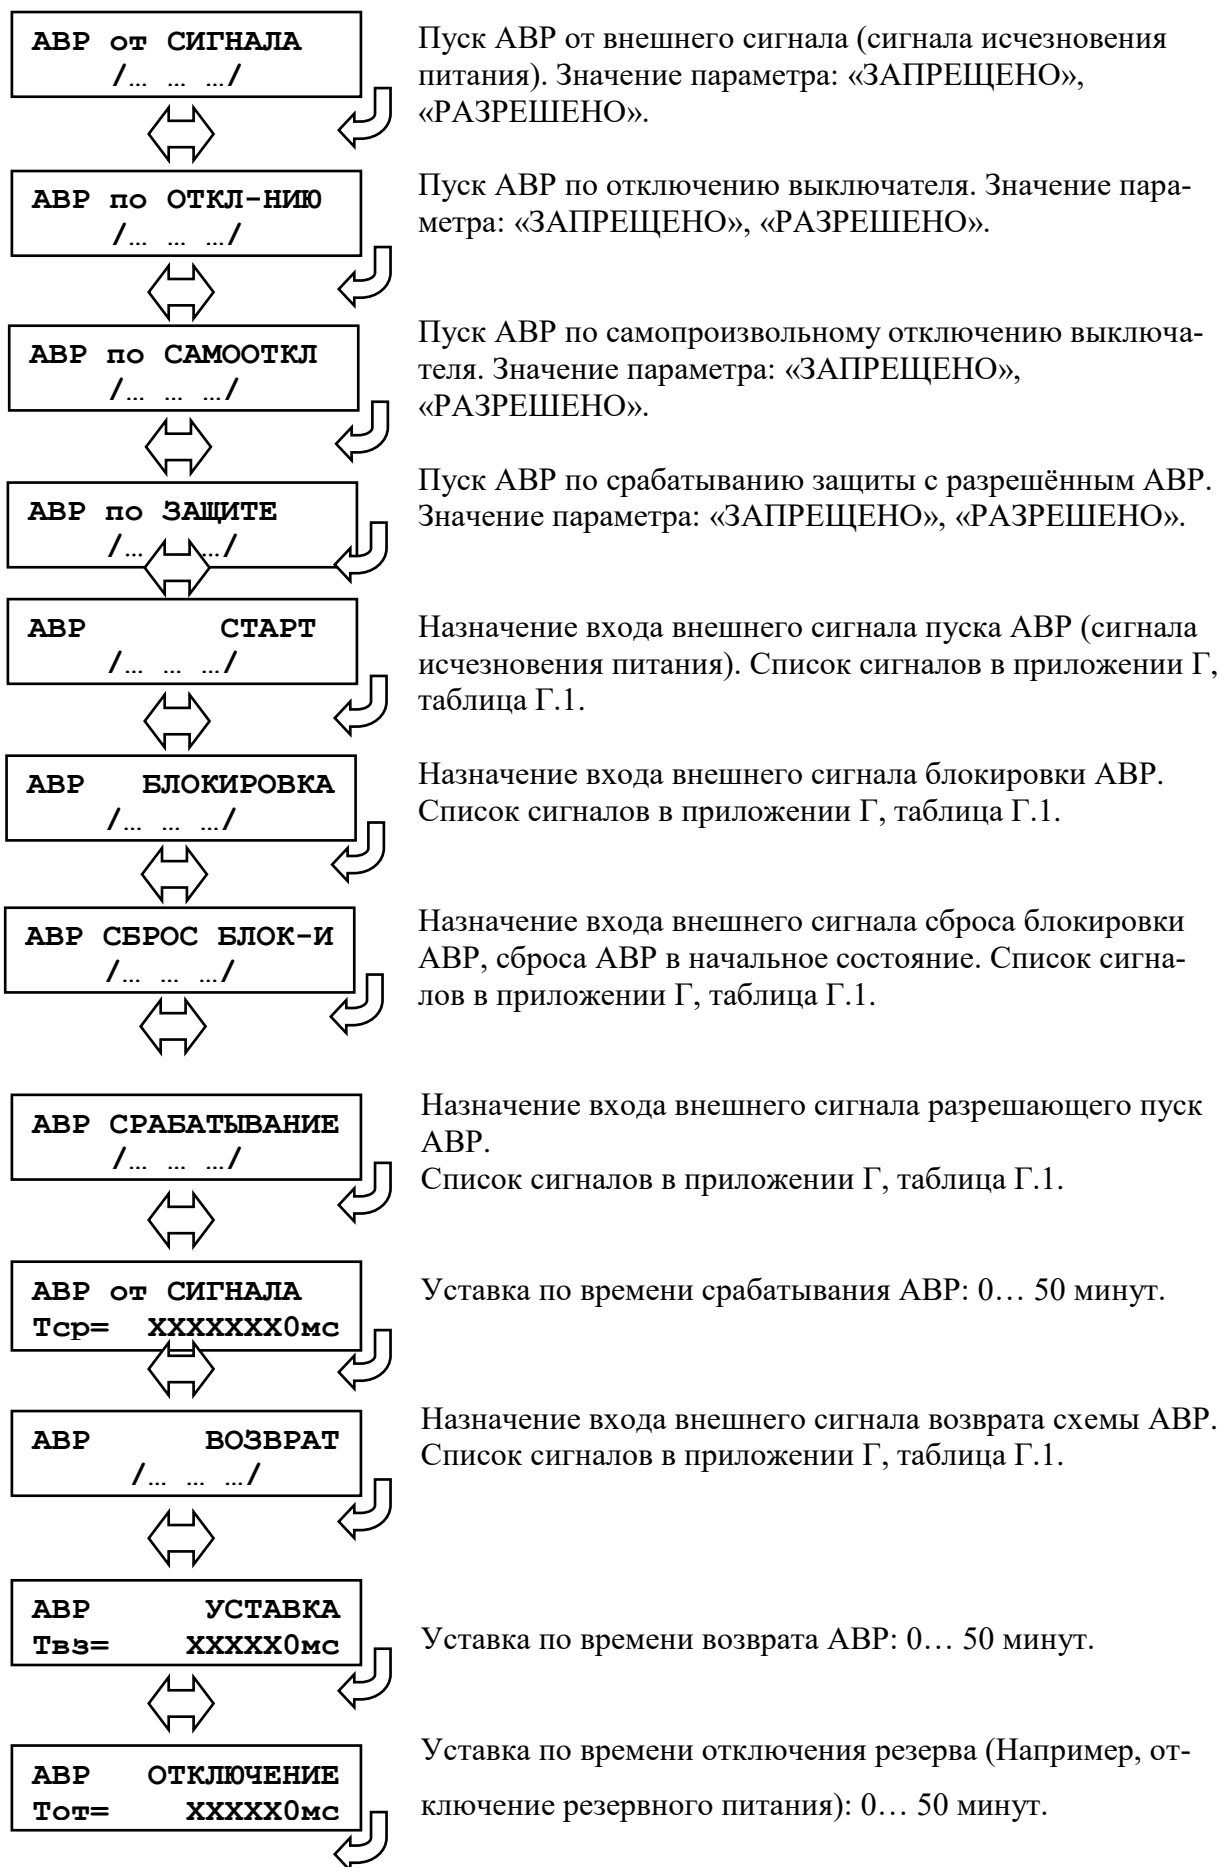 АВР от СИГНАЛА
/… … …/
Пуск АВР от внешнего сигнала (сигнала исчезновения
питания). Значение параметра: «ЗАПРЕЩЕНО»,
«РАЗРЕШЕНО».
АВР по ОТКЛ-НИЮ
/… … …/
Пуск АВР по отключению выключателя. Значение пара-
метра: «ЗАПРЕЩЕНО», «РАЗРЕШЕНО».
АВР по САМООТКЛ
/… … …/
Пуск АВР по самопроизвольному отключению выключа-
теля. Значение параметра: «ЗАПРЕЩЕНО»,
«РАЗРЕШЕНО».
АВР по ЗАЩИТЕ
/… … …/
Пуск АВР по срабатыванию защиты с разрешённым АВР.
Значение параметра: «ЗАПРЕЩЕНО», «РАЗРЕШЕНО».
АВР СТАРТ
/… … …/
Назначение входа внешнего сигнала пуска АВР (сигнала
исчезновения питания). Список сигналов в приложении Г,
таблица Г.1.
АВР БЛОКИРОВКА
/… … …/
Назначение входа внешнего сигнала блокировки АВР.
Список сигналов в приложении Г, таблица Г.1.
АВР СБРОС БЛОК-И
/… … …/
Назначение входа внешнего сигнала сброса блокировки
АВР, сброса АВР в начальное состояние. Список сигна-
лов в приложении Г, таблица Г.1.
АВР СРАБАТЫВАНИЕ
/… … …/
Назначение входа внешнего сигнала разрешающего пуск
АВР.
Список сигналов в приложении Г, таблица Г.1.
АВР от СИГНАЛА
Тср= ХХХХХХХ0мс
Уставка по времени срабатывания АВР: 0… 50 минут.
АВР ВОЗВРАТ
/… … …/
Назначение входа внешнего сигнала возврата схемы АВР.
Список сигналов в приложении Г, таблица Г.1.
АВР УСТАВКА
Твз= ХХХХХ0мс
Уставка по времени возврата АВР: 0… 50 минут.
АВР ОТКЛЮЧЕНИЕ
Тот= ХХХХХ0мс
Уставка по времени отключения резерва (Например, от-
ключение резервного питания): 0… 50 минут.